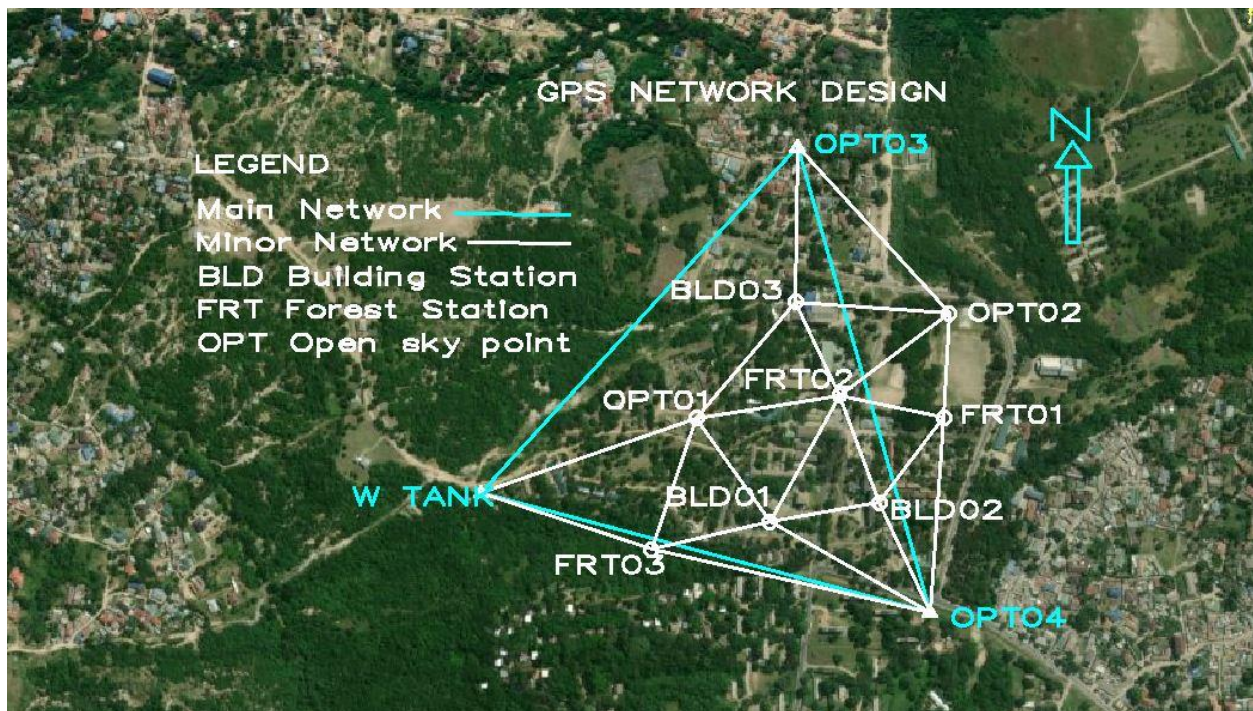 GPS NETWORK DESIGN
N
OPT03
LEGEND
Main Network
Minor Network
BLD Building Station
FRT Forest Station
OPT Open sky point
BLD03
OPT02
FRT02
OPT01
FRT01
W TANK
BLD01
BLD02
FRT03
OPT04